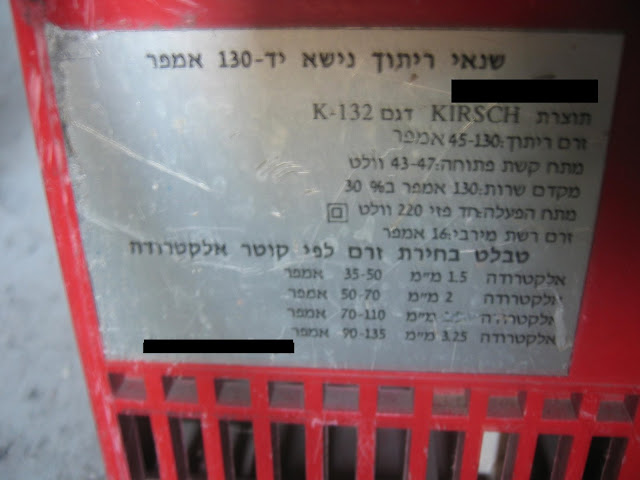 שנאי ריתוך נישא יד-130 אמפר
תוצרת KIRSCH דגם K-132
זרם ריתוך:45-130 אמפר
מתח קשת פתוחה:43-47 וולט
מקדם שרות:130 אמפר ב% 30
מתח הפעלה:חד פזי 220 וולט
זרם רשת מירבי:16 אמפר
טבלט בחירת זרם לפי קוטר אלקטרודה
אלקטרודה 1.5 מ״מ 35-50 אמפר
אלקטרודה 2 מ״מ 50-70 אמפר
אלקטרודה מ״מ 70-110 אמפר
אלקטרודה 3.25 מ״מ 90-135 אמפר